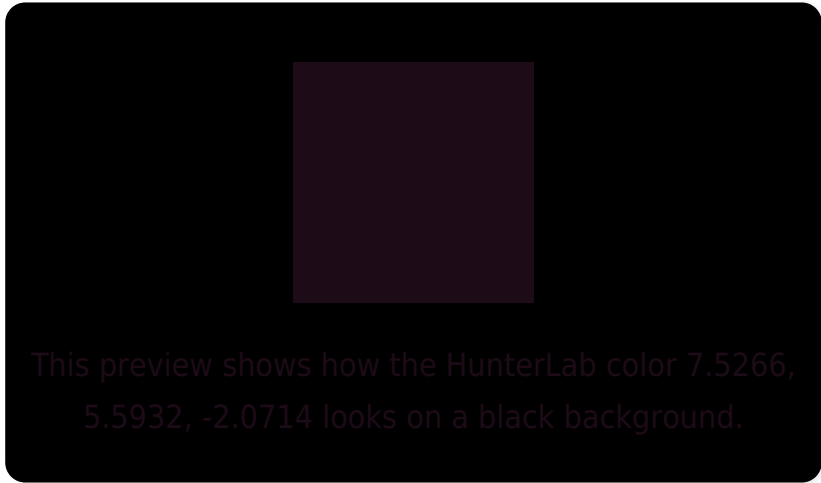 This preview shows how the HunterLab color 7.5266,
5.5932, -2.0714 looks on a black background.